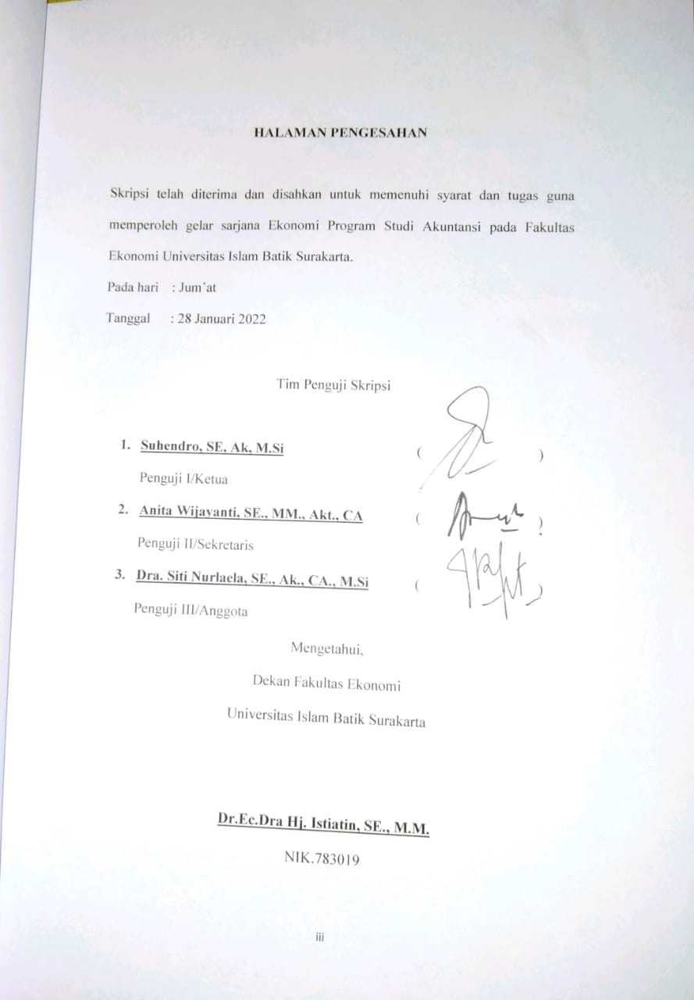 HALAMAN PENGESAHAN
Skripsi telah diterima dan disahkan untuk memenuhi syarat dan tugas guna
memperoleh gelar sarjana Ekonomi Program Studi Akuntansi pada Fakultas
Ekonomi Universitas Islam Batik Surakarta.
Pada hari : Jum`at
Tanggal : 28 Januari 2022
Tim Penguji Skripsi
1. Suhendro, SE, Ak, M.Si ( )
Penguji I/Ketua
2. Anita Wijayanti, SE., MM., Akt., CA ( )
Penguji II/Sekretaris
3. Dra. Siti Nurlaela, SE., Ak., CA., M.Si ( )
Penguji III/Anggota
Mengetahui,
Dekan Fakultas Ekonomi
Universitas Islam Batik Surakarta
Dr.Ec.Dra Hj. Istiatin, SE., M.M.
NIK.783019
iii